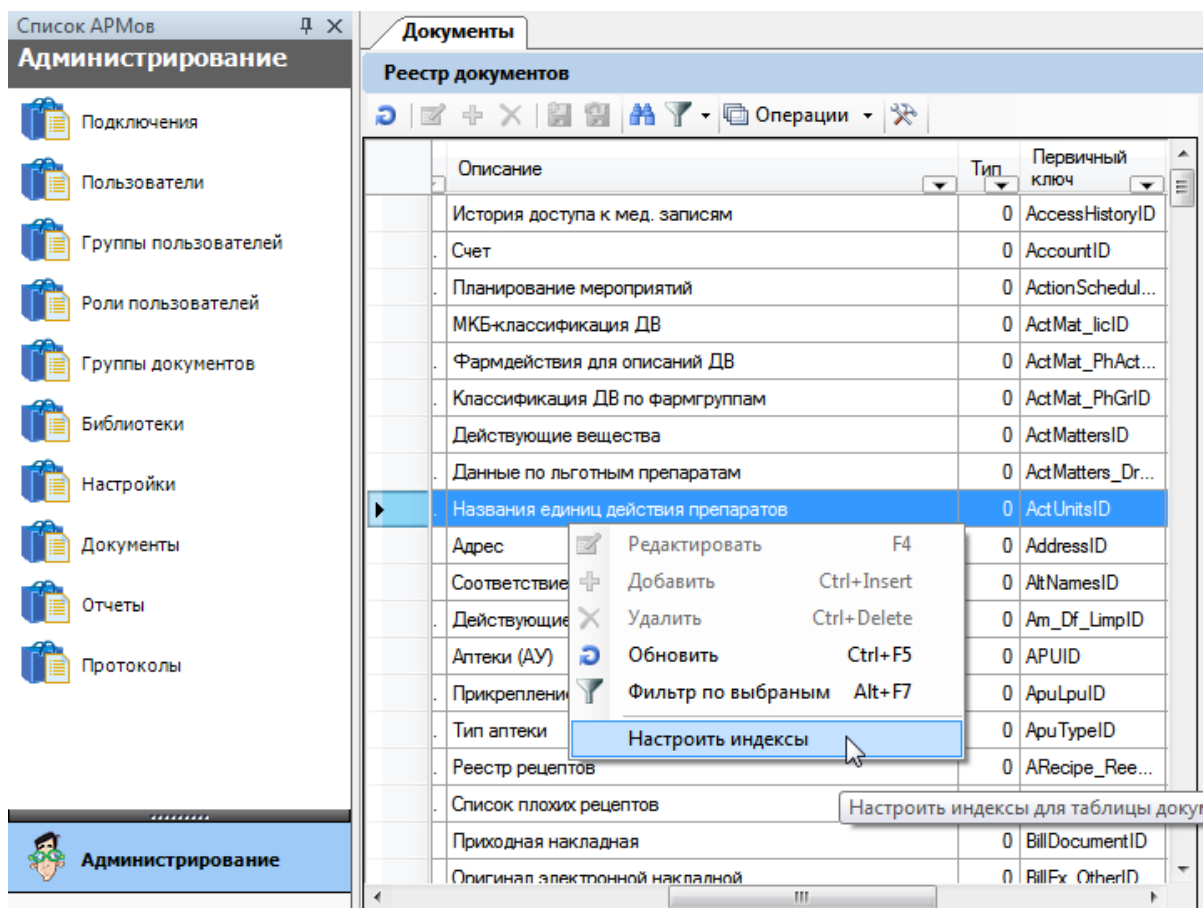 Список АРМов
Администрирование
Подключения
Пользователи
Группы пользователей
Роли пользователей
Группы документов
Библиотеки
Настройки
Документы
Отчеты
Протоколы
Администрирование
Документы
Реестр документов
Операции
Описание Тип Первичный ключ
История доступа к мед. записям 0 AccessHistoryID
. Счет 0 AccountID
. Планирование мероприятий 0 ActionSchedul...
МКБ-классификация ДВ 0 ActMat_IicID
. Фармдействия для описаний ДВ 0 ActMat_PhAct...
. Классификация ДВ по фармгруппам 0 ActMat_PhGrID
Действующие вещества 0 ActMattersID
. Данные по льготным препаратам 0 ActMatters_Dr...
. Названия единиц действия препаратов 0 ActUnitsID
Адрес 0 AddressID
Соответствие 0 AltNamesID
. Действующие 0 Am_Df_LimpID
Аптеки (АУ) 0 APUID
. Прикреплени 0 ApuLpuID
. Тип аптеки 0 ApuTypeID
. Реестр рецептов 0 ARecipe_Ree...
. Список плохих рецептов
Приходная накладная 0 BillDocumentID
Оригинал электронной накладной 0 BillEx_OtherID
Редактировать F4
Добавить Ctrl+Insert
Удалить Ctrl+Delete
Обновить Ctrl+F5
Фильтр по выбраным Alt+F7
Настроить индексы
Настроить индексы для таблицы доку